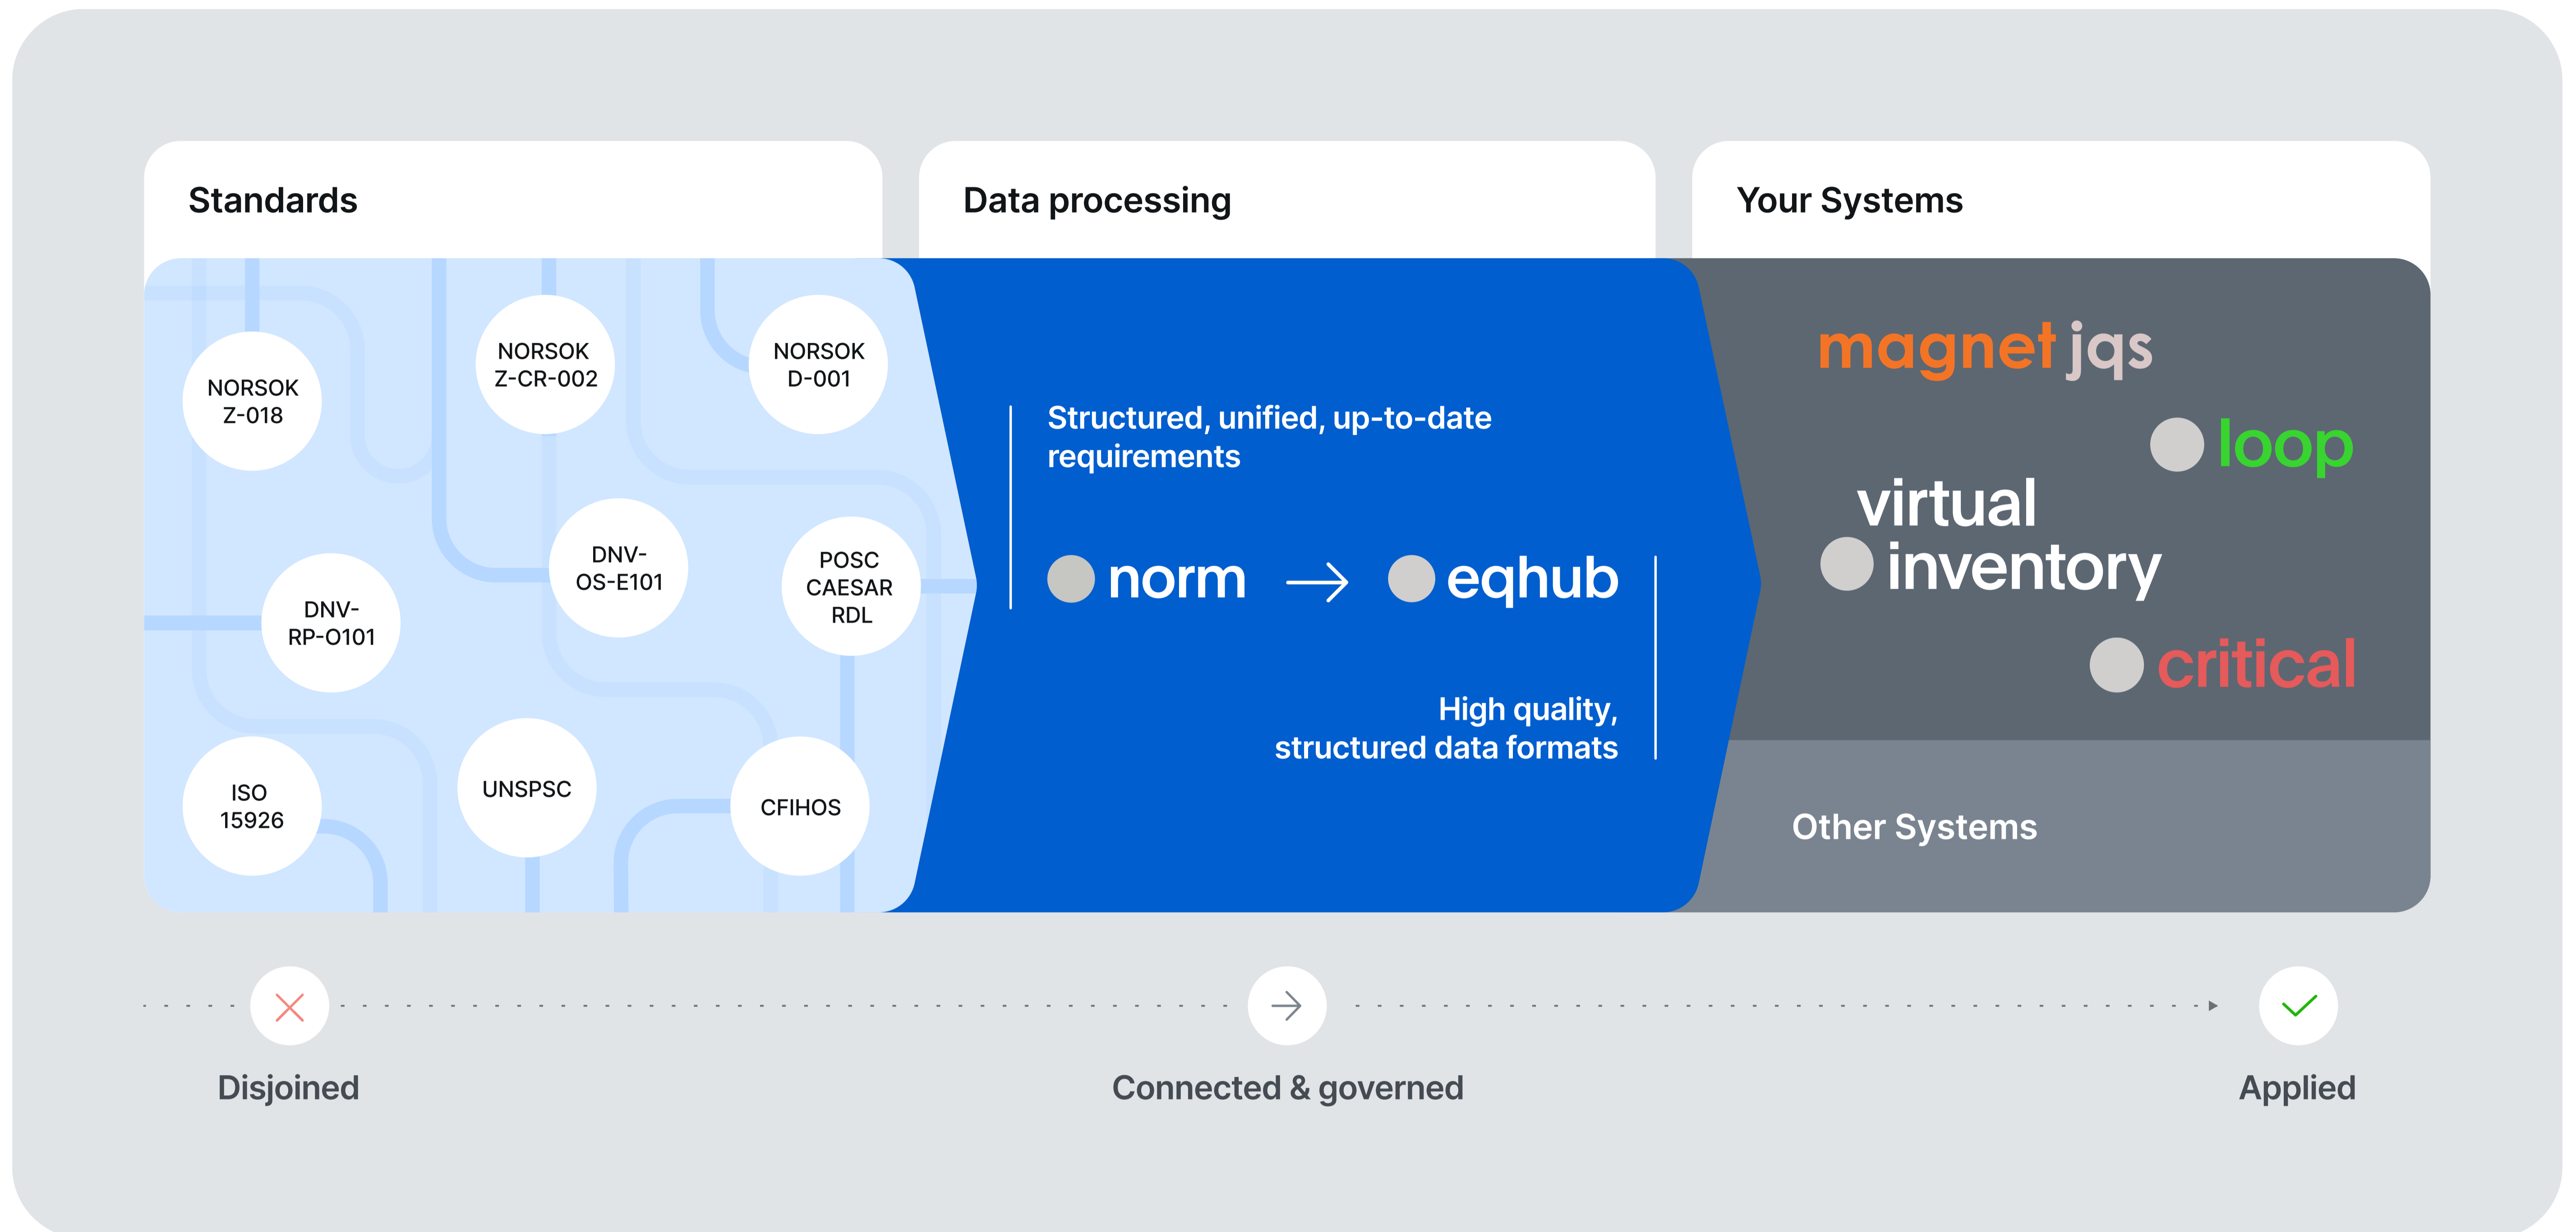 Standards
Data processing
Your Systems
NORSOK
Z-018
NORSOK
Z-CR-002
NORSOK
D-001
DNV-
OS-E101
POSC
CAESAR
RDL
DNV-
RP-O101
ISO
15926
UNSPSC
CFIHOS
Structured, unified, up-to-date
requirements
norm
eqhub
High quality,
structured data formats
magnet jqs
loop
virtual
inventory
critical
Other Systems
Disjoined
Connected & governed
Applied